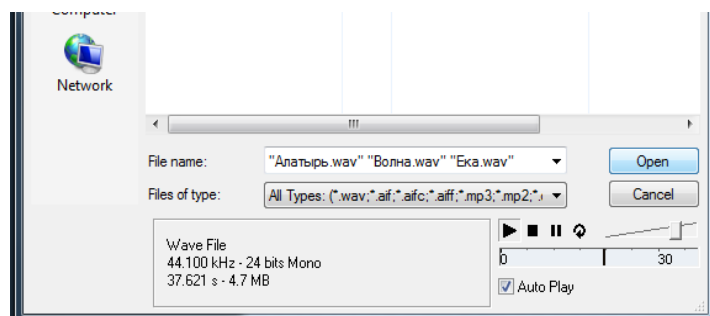 Computer
Network
File name:
"Алатырь.wav" "Волна.wav" "Ека.wav"
Open
Files of type:
All Types: (*.wav;*.aif;*.aifc;*.aiff;*.mp3;*.mp2;*.
Cancel
Wave File
44.100 kHz - 24 bits Mono
37.621 s - 4.7 MB
0
30
Auto Play